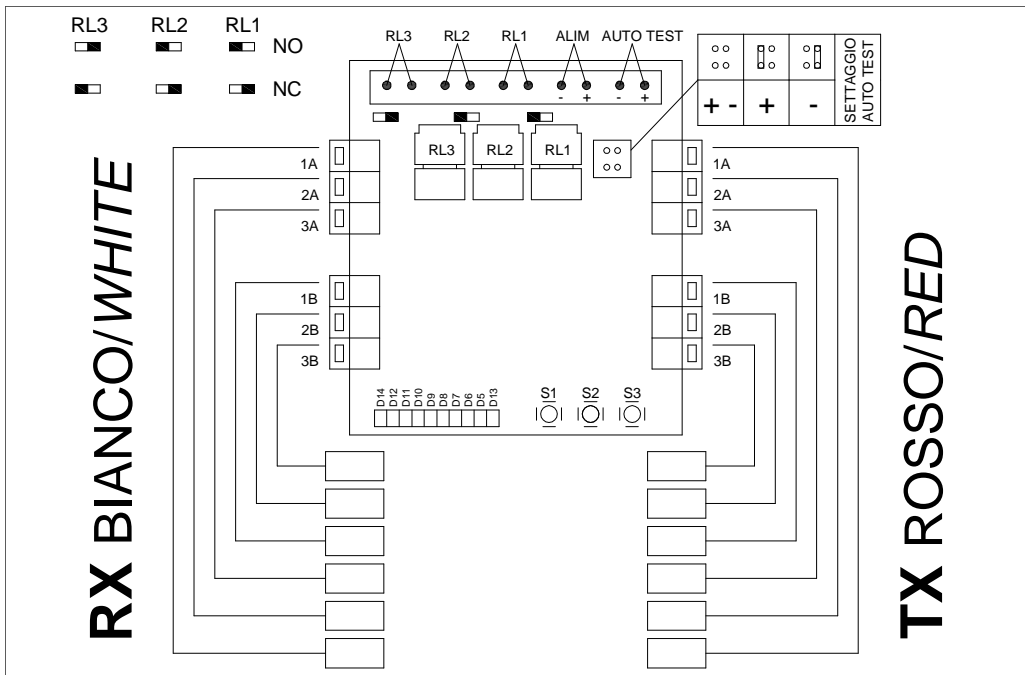 RL3 RL2 RL1
NO
NC
RL3 RL2 RL1 ALIM AUTO TEST
- + - +
+ - + -
SETTAGGIO
AUTO TEST
RL3 RL2 RL1
1A
2A
3A
1B
2B
3B
1A
2A
3A
1B
2B
3B
D14 D12 D11 D10 D9 D8 D7 D6 D5 D13
S1 S2 S3
RX BIANCO/WHITE
TX ROSSO/RED